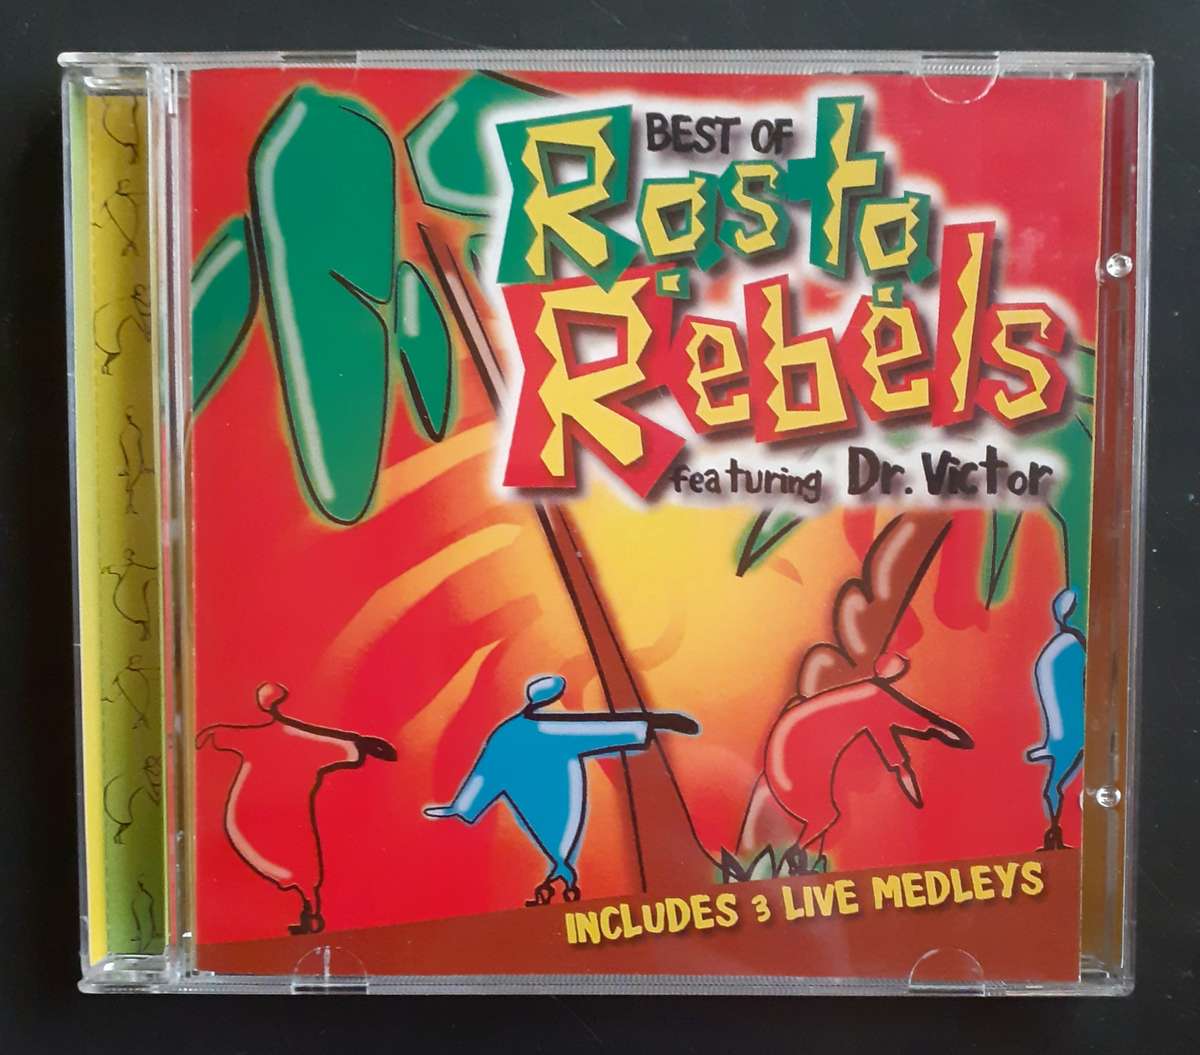 BEST OF
Rasta
Rebels
featuring Dr. Victor
INCLUDES 3 LIVE MEDLEYS